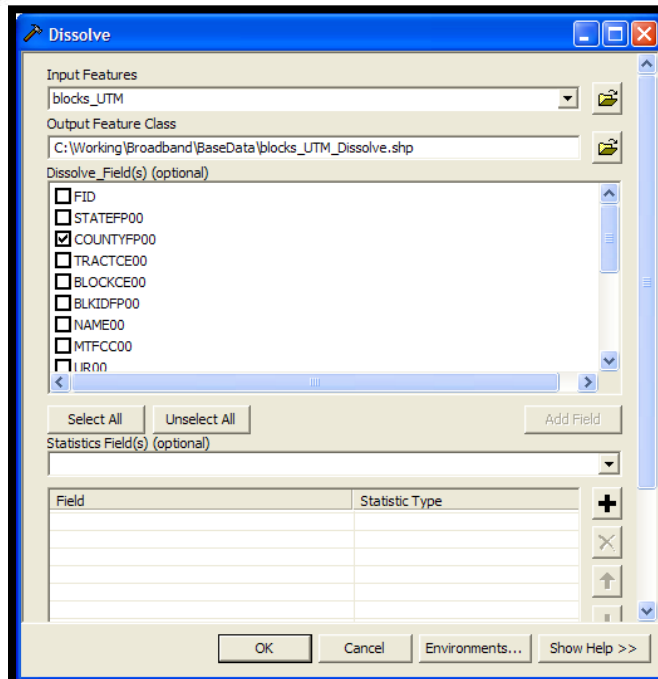 Dissolve
Input Features
blocks_UTM
Output Feature Class
C:\Working\Broadband\BaseData\blocks_UTM_Dissolve.shp
Dissolve_Field(s) (optional)
FID
STATEFP00
COUNTYFP00
TRACTCE00
BLOCKCE00
BLKIDFP00
NAME00
MTFCC00
UR00
Select All Unselect All Add Field
Statistics Field(s) (optional)
Field Statistic Type
OK Cancel Environments... Show Help >>